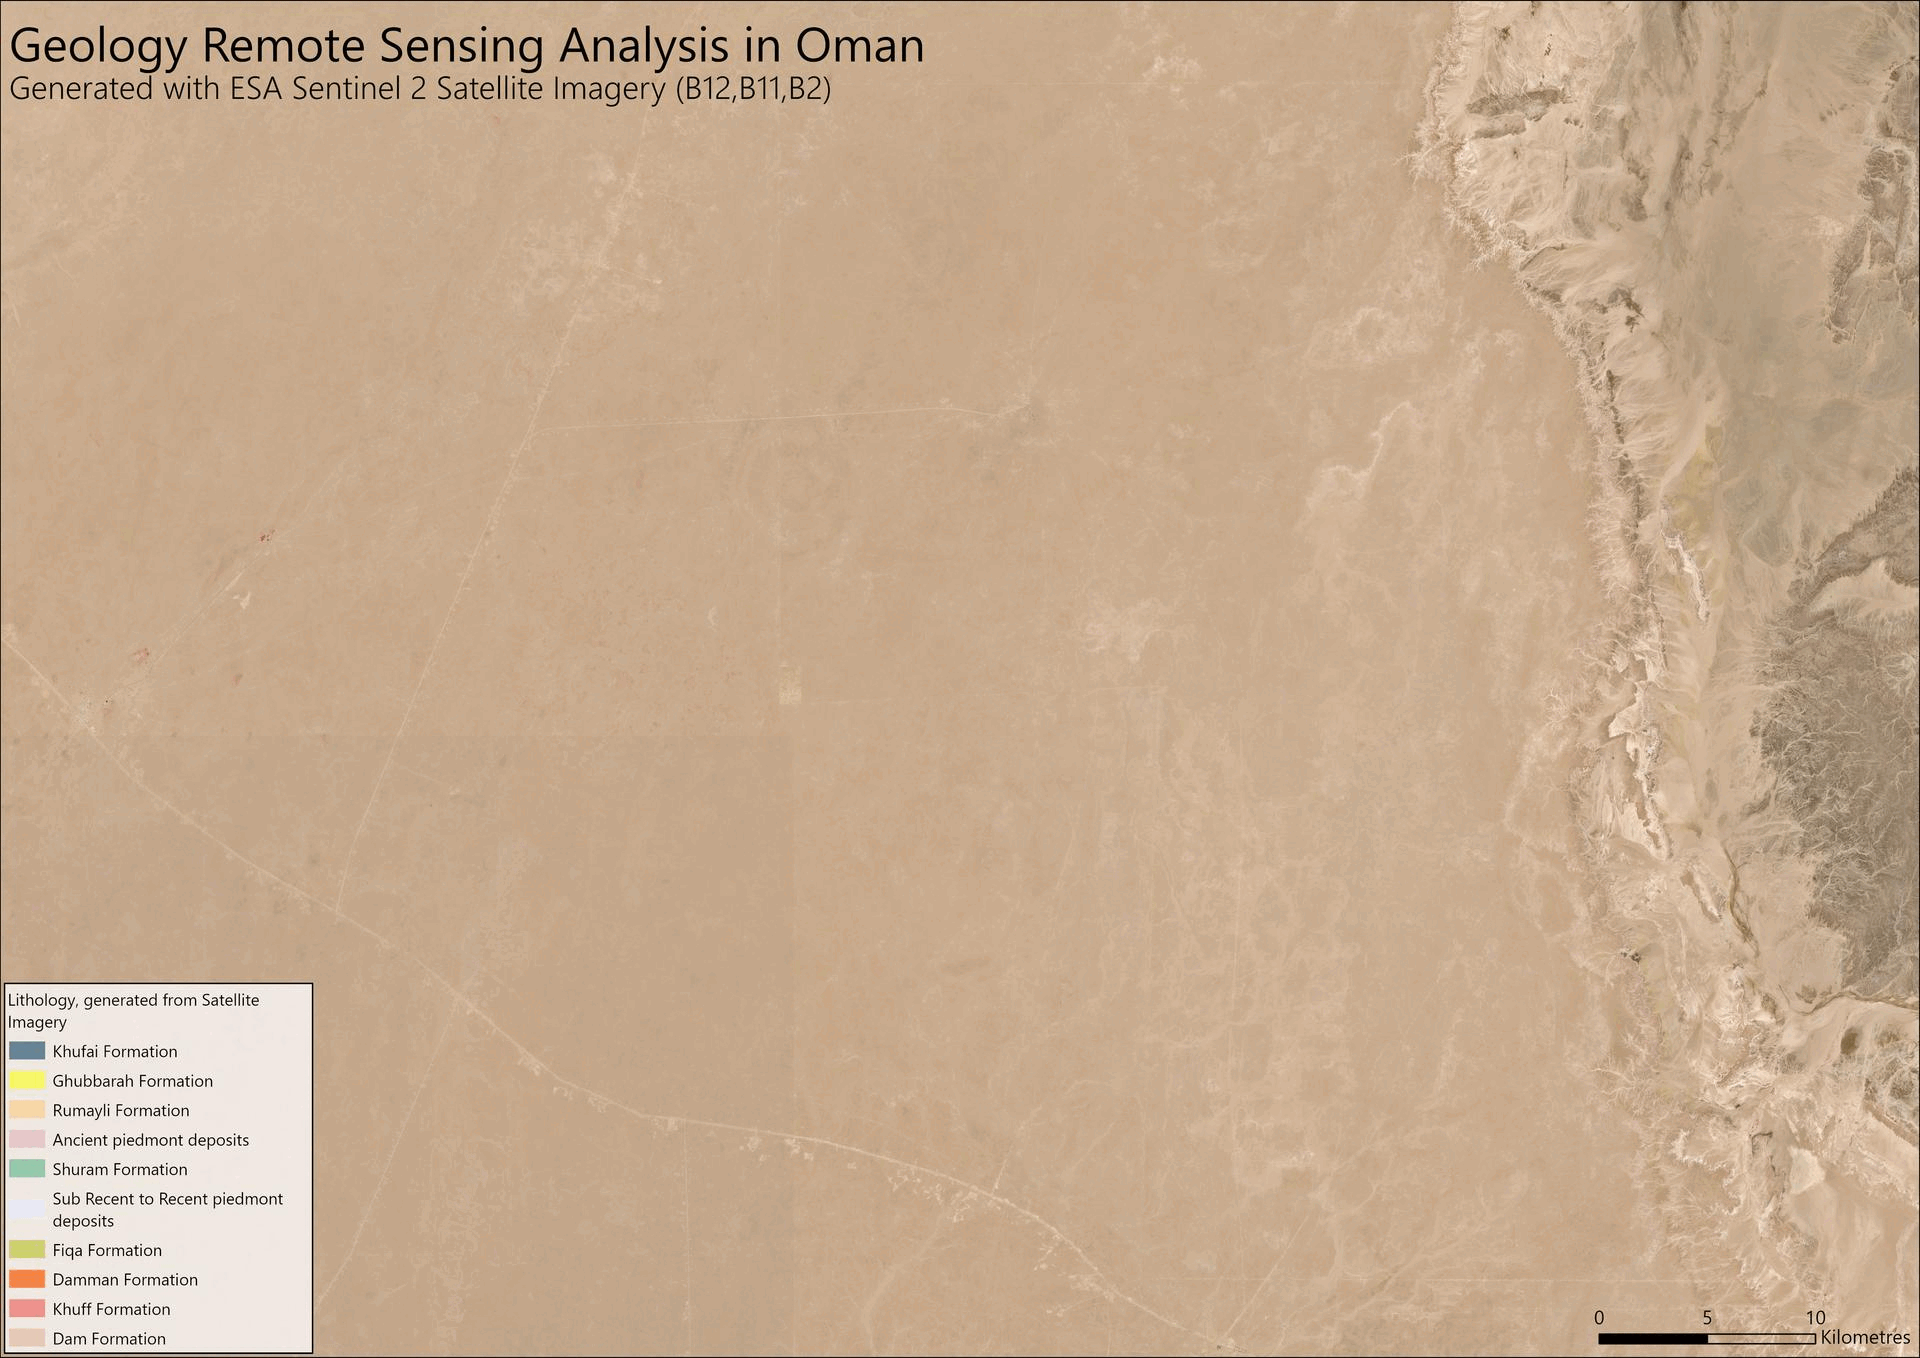 Geology Remote Sensing Analysis in Oman
Generated with ESA Sentinel 2 Satellite Imagery (B12,B11,B2)
Lithology, generated from Satellite
Imagery
Khufai Formation
Ghubbarah Formation
Rumayli Formation
Ancient piedmont deposits
Shuram Formation
Sub Recent to Recent piedmont
deposits
Fiqa Formation
Damman Formation
Khuff Formation
Dam Formation
0 5 10
Kilometres